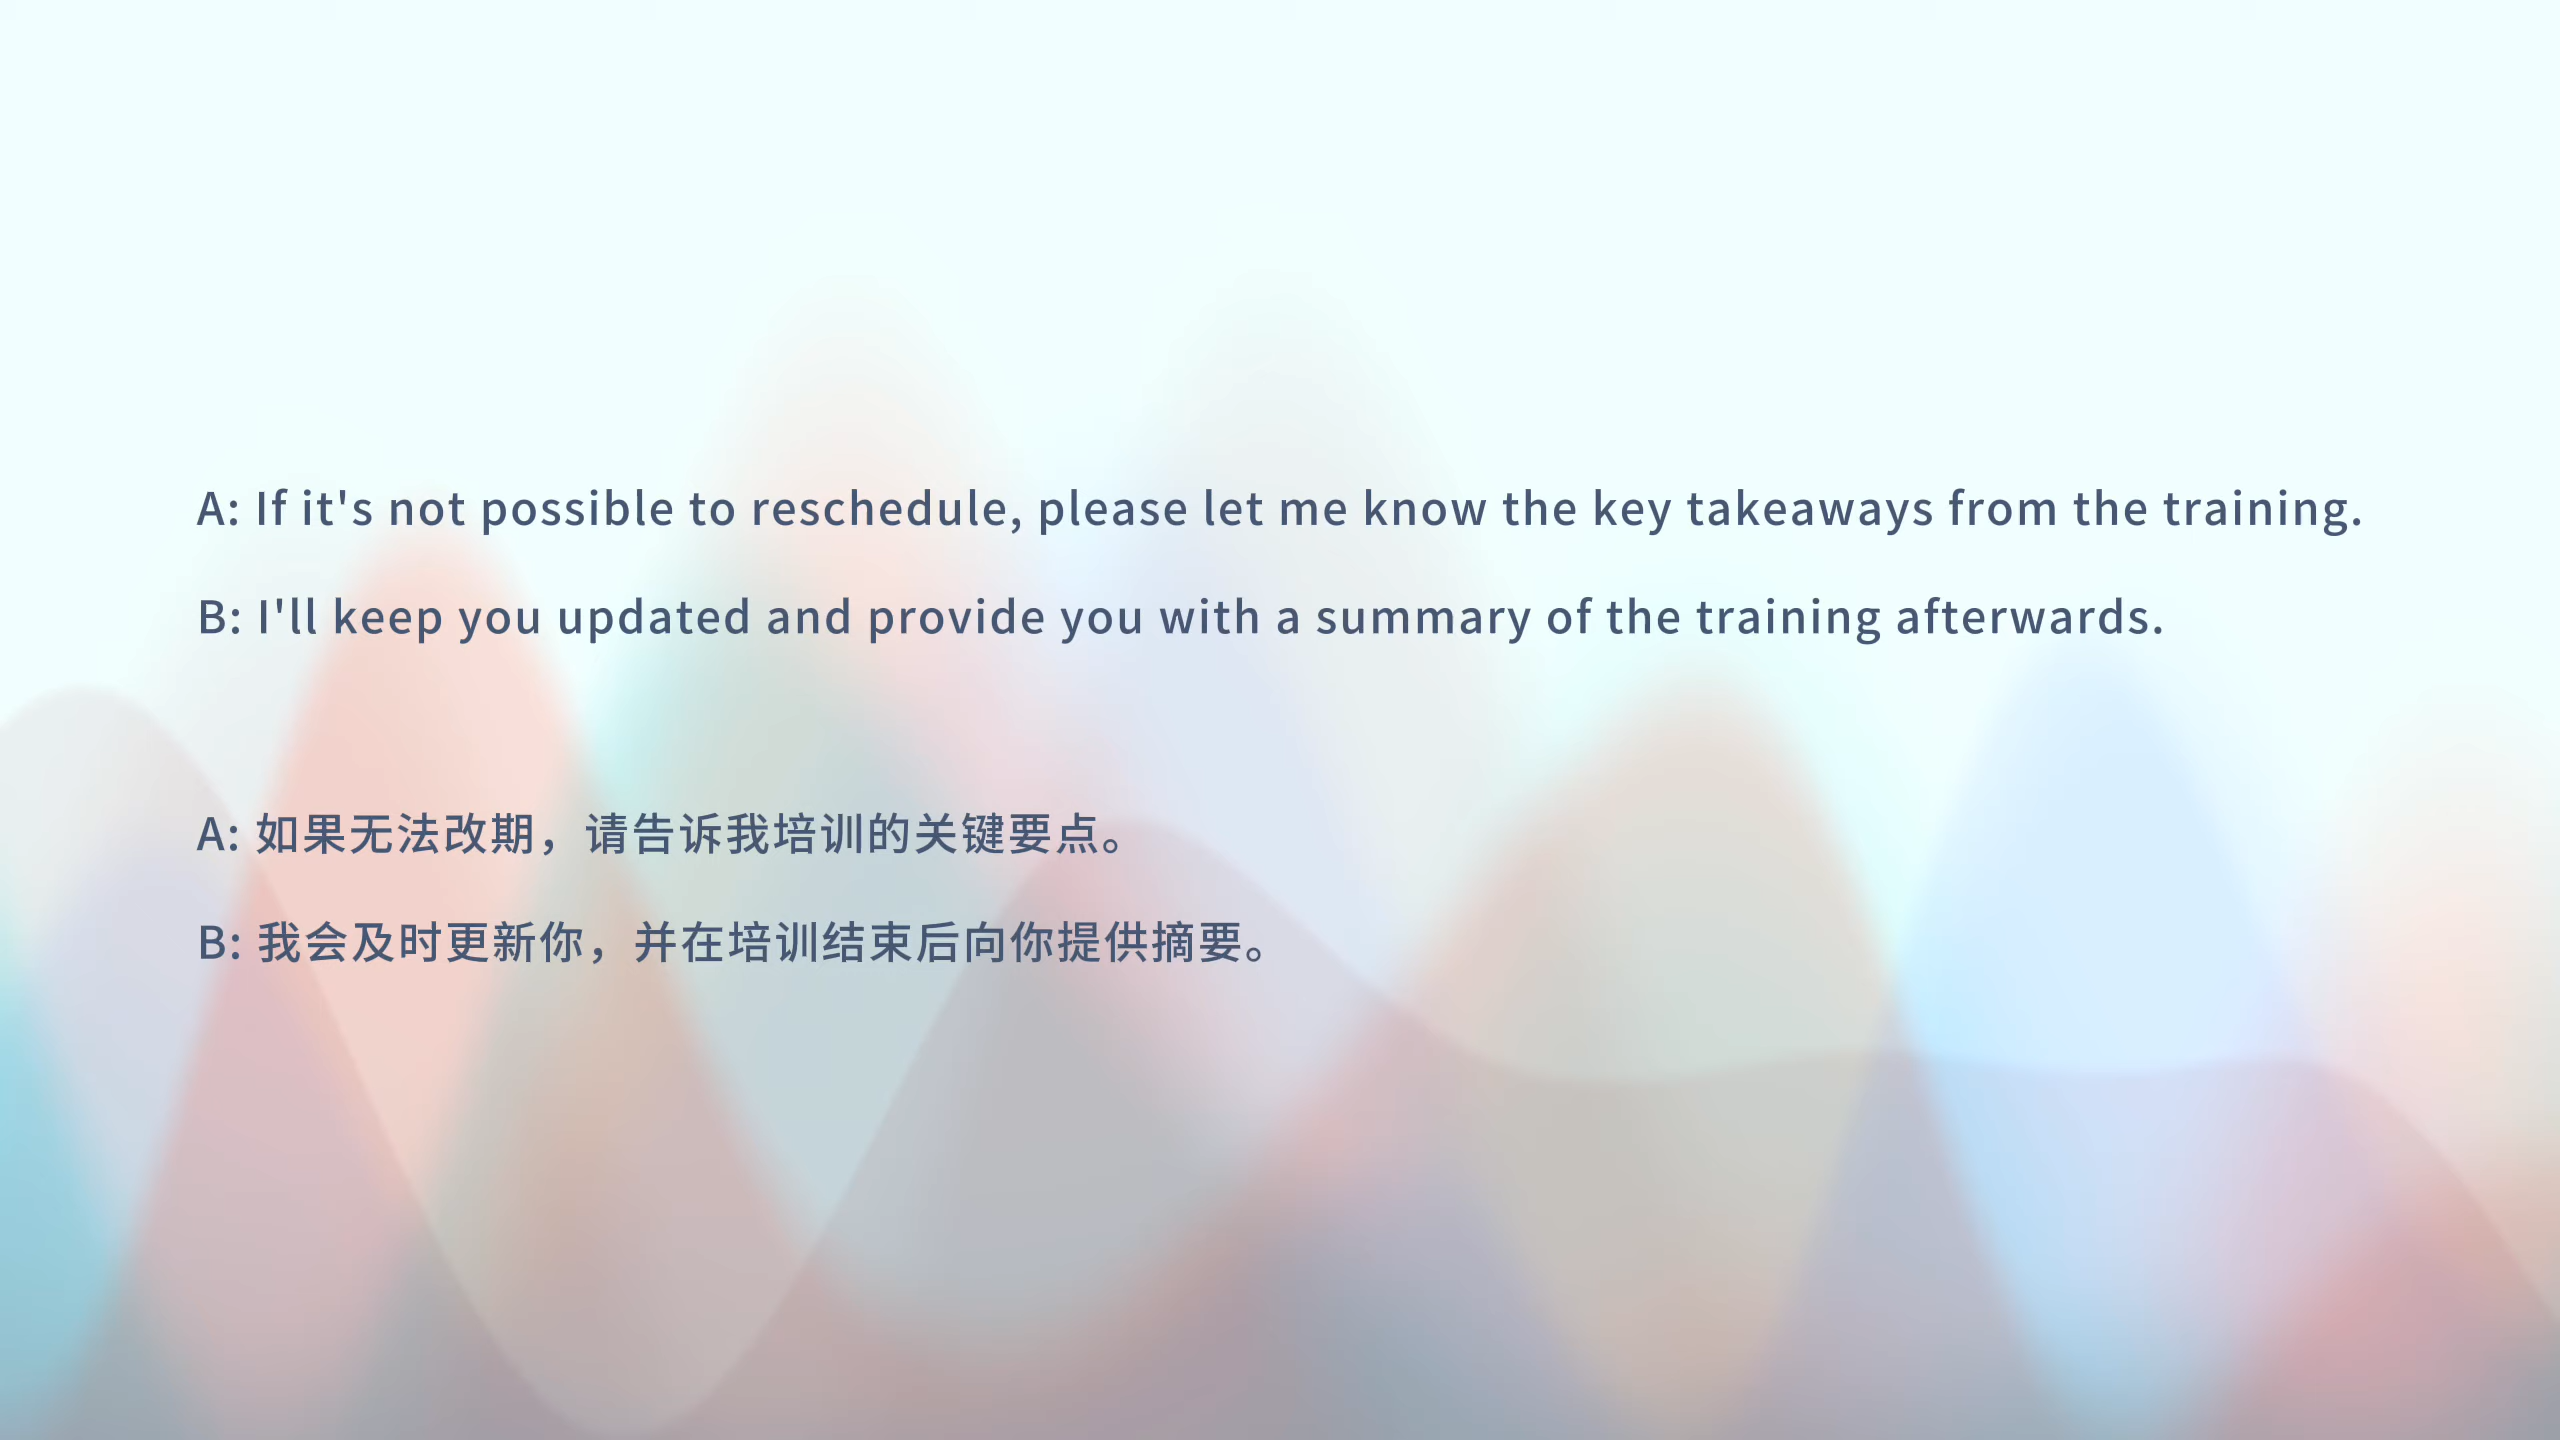 A: If it's not possible to reschedule, please let me know the key takeaways from the training.
B: I'll keep you updated and provide you with a summary of the training afterwards.
A: 如果无法改期，请告诉我培训的关键要点。
B: 我会及时更新你，并在培训结束后向你提供摘要。